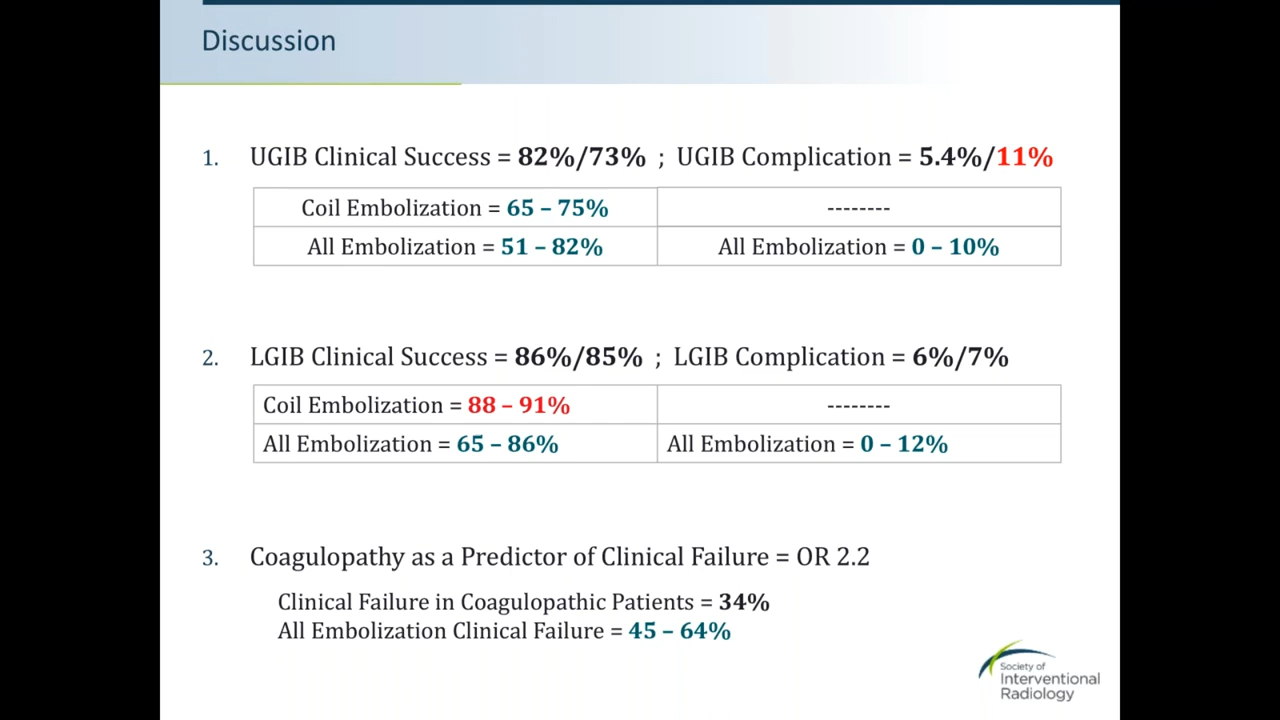 Discussion
1. UGIB Clinical Success = 82%/73% ; UGIB Complication = 5.4%/11%
Coil Embolization = 65 – 75% --------
All Embolization = 51 – 82% All Embolization = 0 – 10%
2. LGIB Clinical Success = 86%/85% ; LGIB Complication = 6%/7%
Coil Embolization = 88 – 91% --------
All Embolization = 65 – 86% All Embolization = 0 – 12%
3. Coagulopathy as a Predictor of Clinical Failure = OR 2.2
Clinical Failure in Coagulopathic Patients = 34%
All Embolization Clinical Failure = 45 – 64%
Society of
Interventional
Radiology